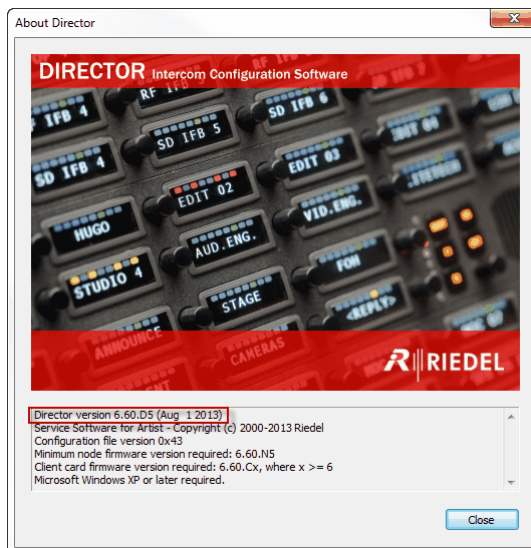 About Director
DIRECTOR Intercom Configuration Software
RF IFB 4
SD IFB 6
SD IFB 5
SD IFB 4
EDIT 03
EDIT 02
VID.ENG.
HUGO
AUD.ENG.
STUDIO 4
FOH
STAGE
<REPLY>
ANNOUNCE
CAMERAS
RIEDEL
Director version 6.60.D5 (Aug 1 2013)
Service Software for Artist - Copyright (c) 2000-2013 Riedel
Configuration file version 0x43
Minimum node firmware version required: 6.60.N5
Client card firmware version required: 6.60.Cx, where x >= 6
Microsoft Windows XP or later required.
Close